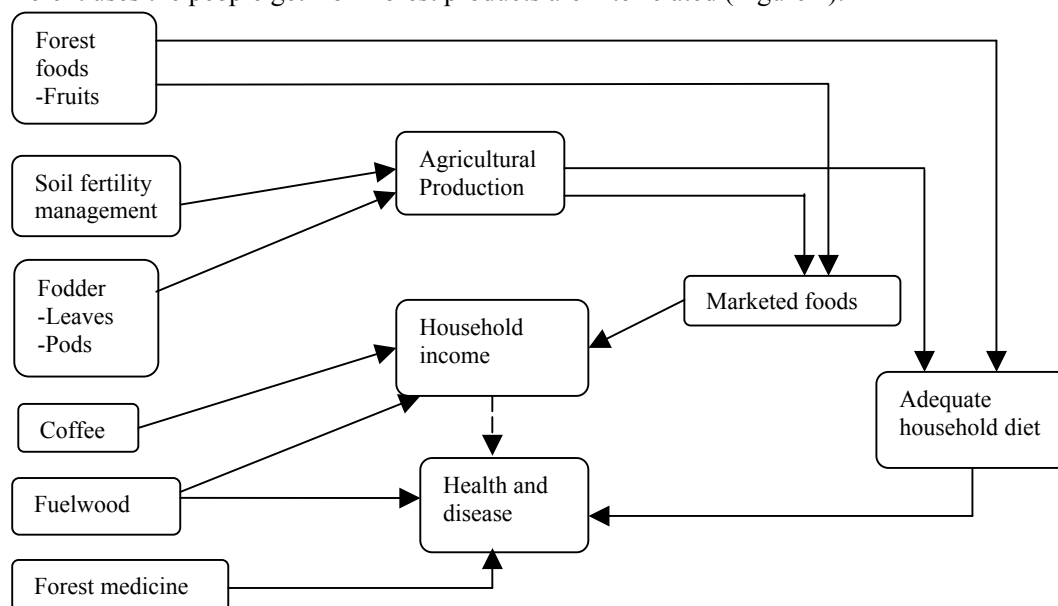 Forest
foods
-Fruits
Agricultural
Production
Soil fertility
management
Fodder
-Leaves
-Pods
Marketed foods
Household
income
Adequate
household diet
Coffee
Health and
disease
Fuelwood
Forest medicine